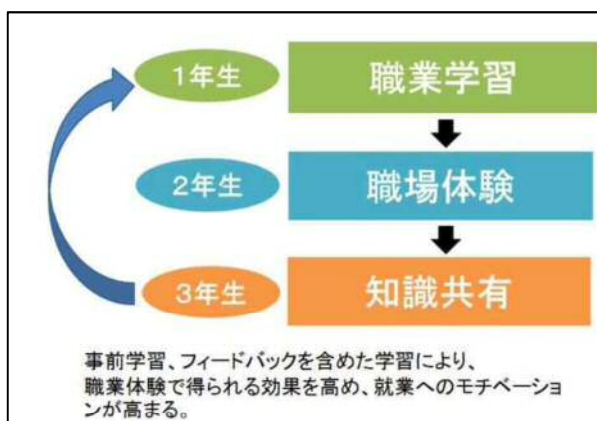 1年生
職業学習
2年生
職場体験
3年生
知識共有
事前学習、フィードバックを含めた学習により、
職業体験で得られる効果を高め、就業へのモチベーショ
ンが高まる。